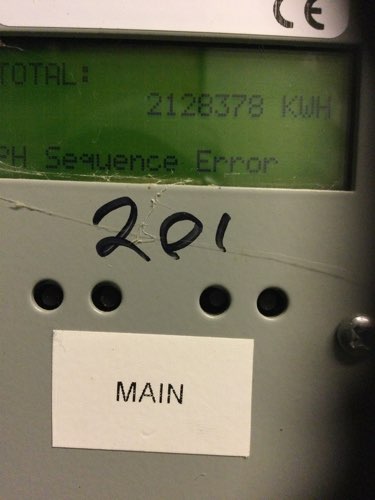 CE
TOTAL:
2128378 KWH
PH Sequence Error
201
MAIN